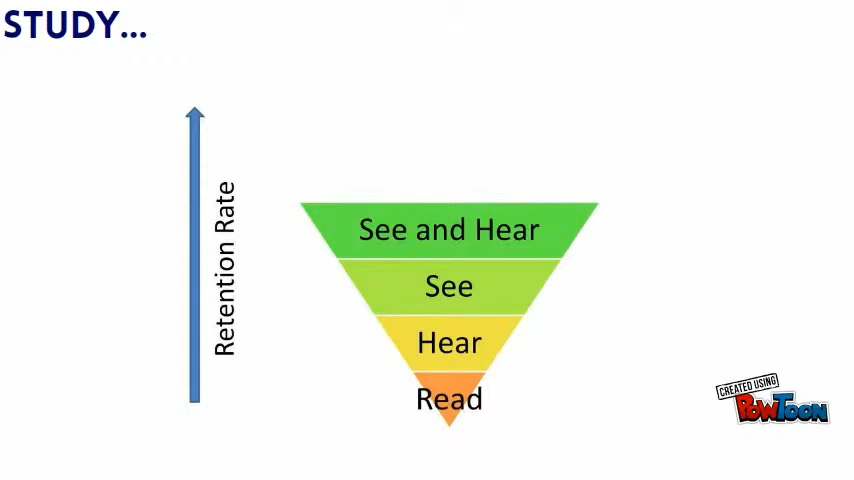 STUDY...
Retention Rate
See and Hear
See
Hear
Read
CREATED USING
POWTOON